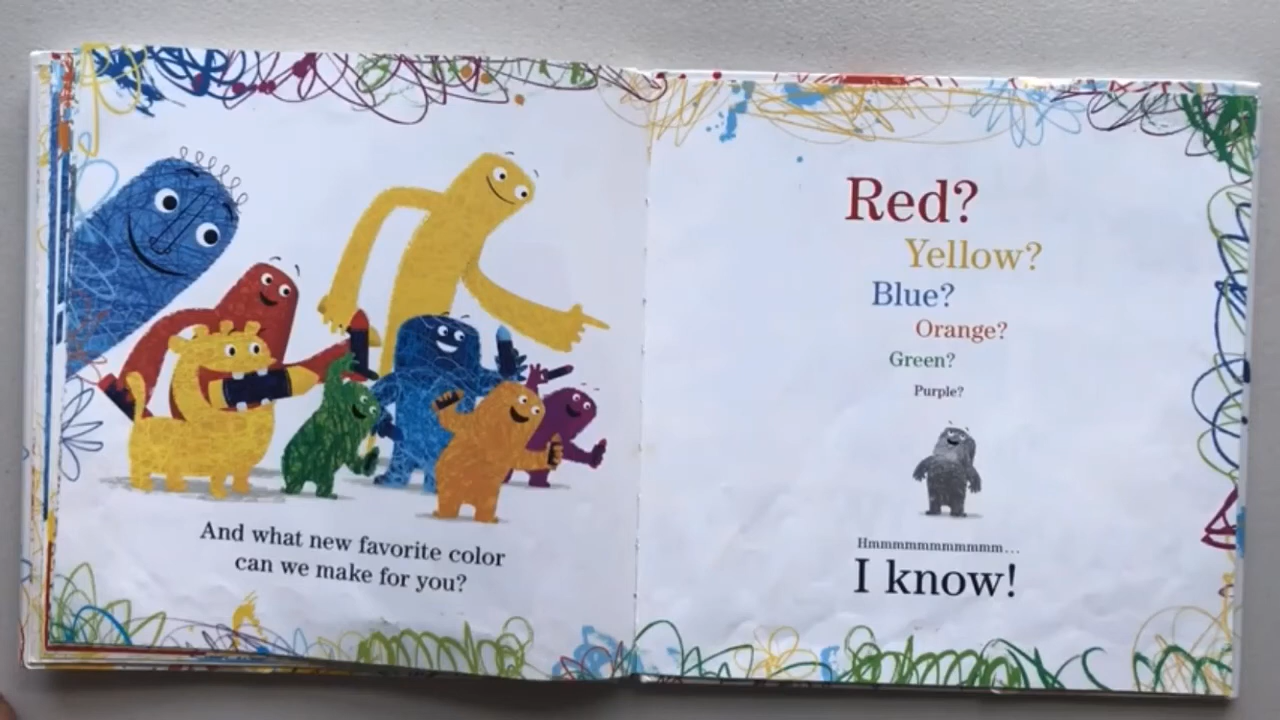 And what new favorite color
can we make for you?
Red?
Yellow?
Blue?
Orange?
Green?
Purple?
Hmmmmmmmmmmm...
I know!